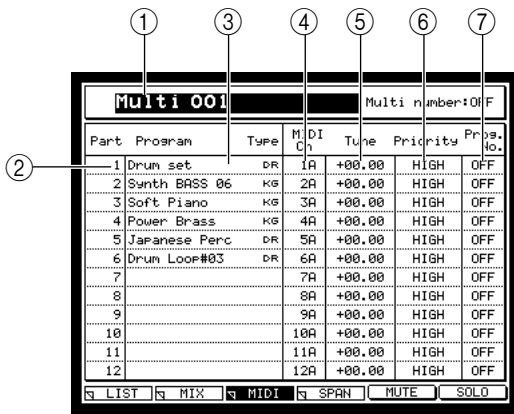 ① ③ ④ ⑤ ⑥ ⑦
Multi 001 Multi number:OFF
Part Program Type MIDI Ch Tune Priority Prog. No.
② 1 Drum set DR 1A +00.00 HIGH OFF
2 Synth BASS 06 KG 2A +00.00 HIGH OFF
3 Soft Piano KG 3A +00.00 HIGH OFF
4 Power Brass KG 4A +00.00 HIGH OFF
5 Japanese Perc DR 5A +00.00 HIGH OFF
6 Drum Loop#03 DR 6A +00.00 HIGH OFF
7 7A +00.00 HIGH OFF
8 8A +00.00 HIGH OFF
9 9A +00.00 HIGH OFF
10 10A +00.00 HIGH OFF
11 11A +00.00 HIGH OFF
12 12A +00.00 HIGH OFF
LIST MIX MIDI SPAN MUTE SOLO